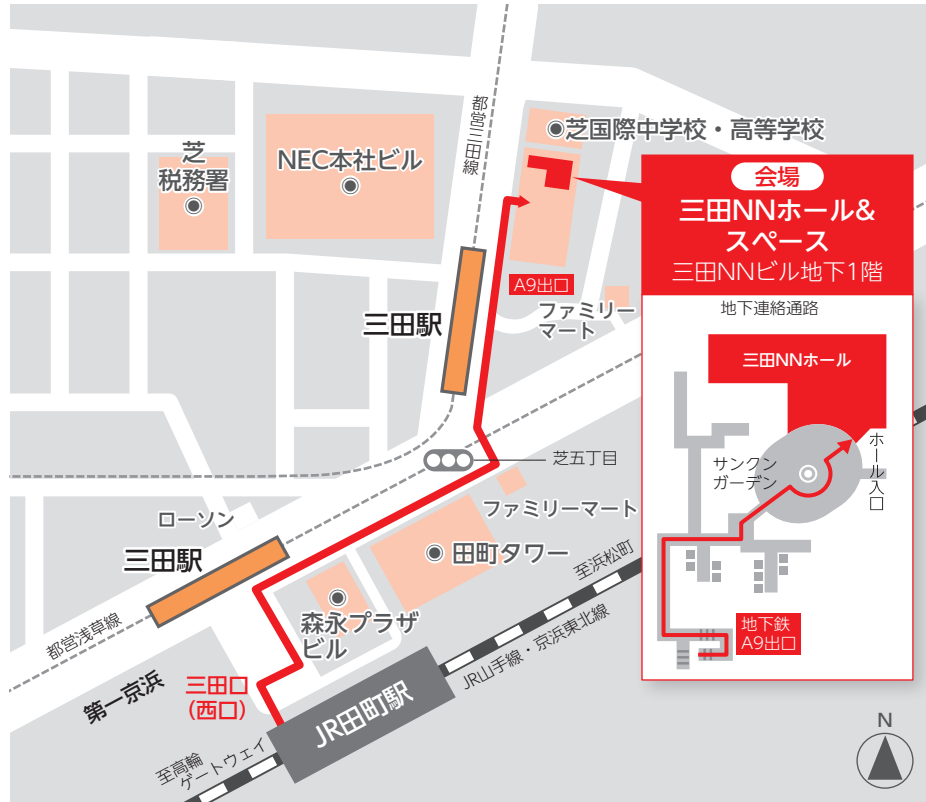 都営三田線
芝国際中学校・高等学校
芝
税務署
NEC本社ビル
会場
三田NNホール&
スペース
三田NNビル地下1階
A9出口
ファミリー
マート
三田駅
地下連絡通路
三田NNホール
サンクン
ガーデン
ホール入口
地下鉄
A9出口
芝五丁目
ローソン
ファミリーマート
三田駅
田町タワー
至浜松町
森永プラザ
ビル
都営浅草線
第一京浜
三田口
(西口)
JR田町駅
JR山手線・京浜東北線
至高輪
ゲートウェイ
N